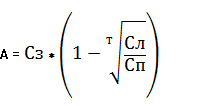 А = Сз * (1 − ᵀ√(Сл/Сп))